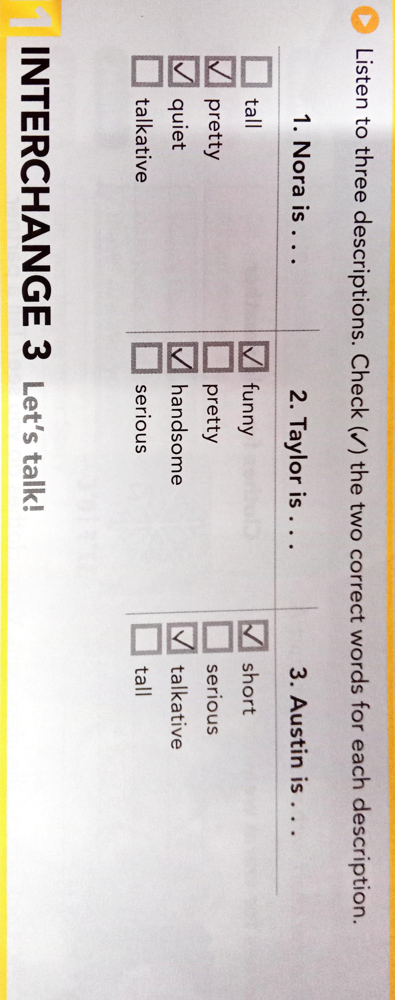 Listen to three descriptions. Check (✓) the two correct words for each description.
1. Nora is . . .
☐ tall
☑ pretty
☑ quiet
☐ talkative
2. Taylor is . . .
☑ funny
☐ pretty
☑ handsome
☐ serious
3. Austin is . . .
☑ short
☐ serious
☑ talkative
☐ tall
11 INTERCHANGE 3 Let's talk!